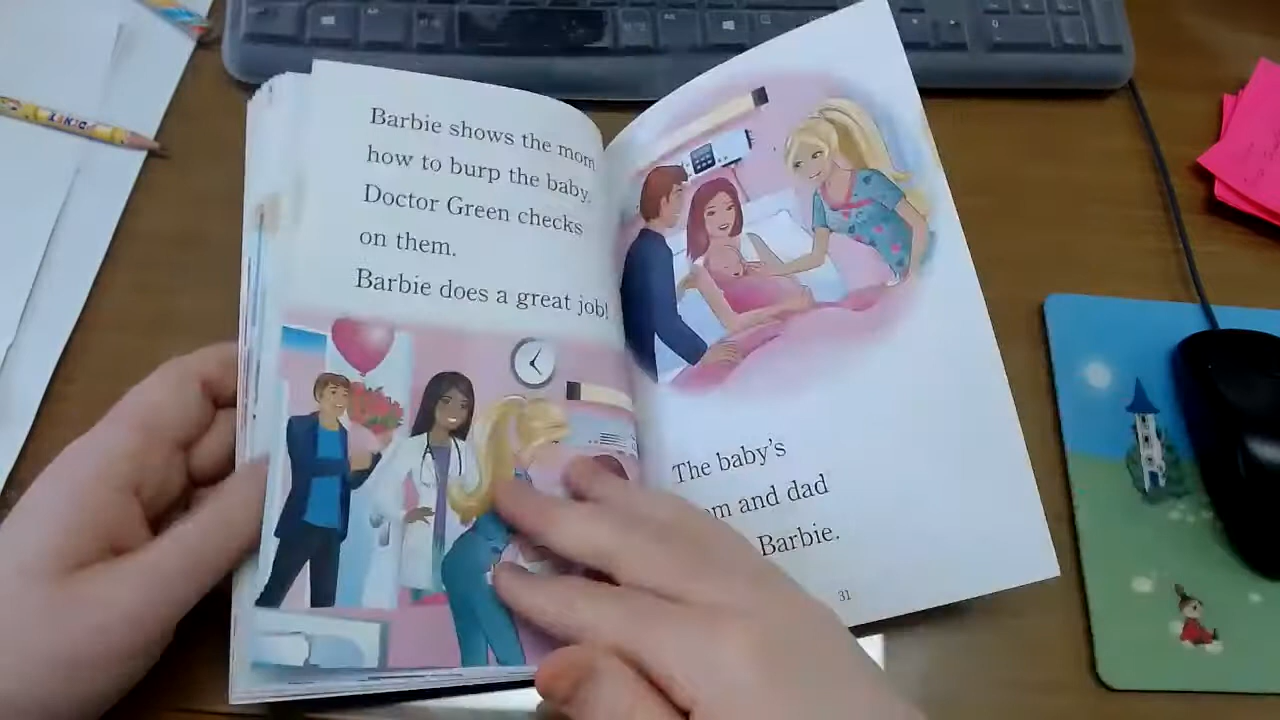 Barbie shows the mom
how to burp the baby.
Doctor Green checks
on them.
Barbie does a great job!
The baby's
and dad
Barbie.
31